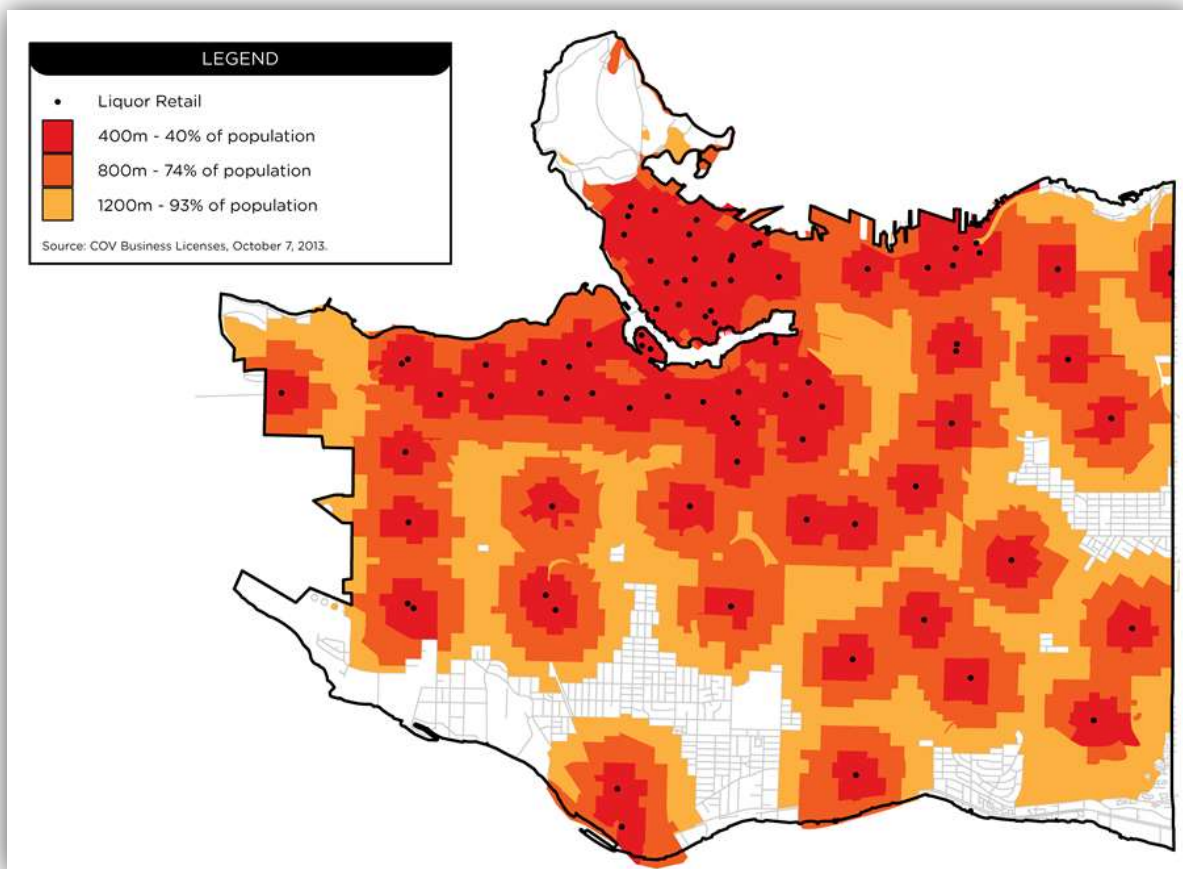 LEGEND
Liquor Retail
400m - 40% of population
800m - 74% of population
1200m - 93% of population
Source: COV Business Licenses, October 7, 2013.